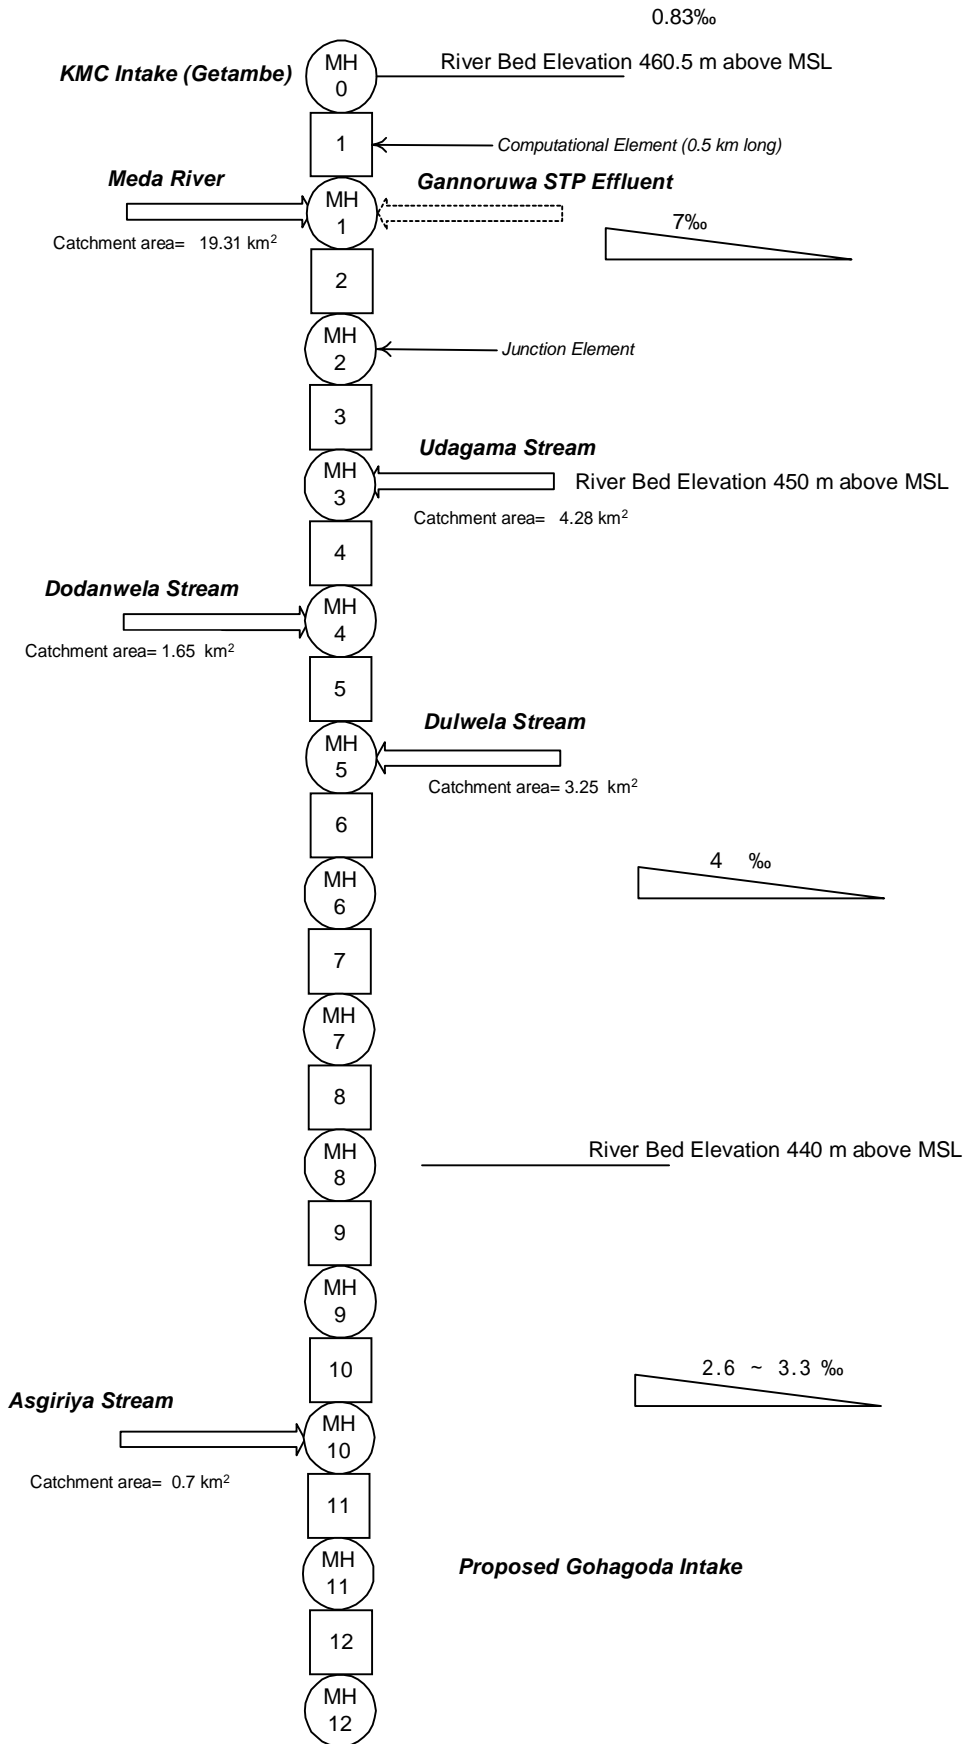 0.83‰
KMC Intake (Getambe)
MH
0
River Bed Elevation 460.5 m above MSL
1
Computational Element (0.5 km long)
Meda River
Gannoruwa STP Effluent
MH
1
Catchment area= 19.31 km²
7‰
2
MH
2
Junction Element
3
Udagama Stream
MH
3
River Bed Elevation 450 m above MSL
Catchment area= 4.28 km²
4
Dodanwela Stream
MH
4
Catchment area= 1.65 km²
5
Dulwela Stream
MH
5
Catchment area= 3.25 km²
6
4 ‰
MH
6
7
MH
7
8
MH
8
River Bed Elevation 440 m above MSL
9
MH
9
10
2.6 ~ 3.3 ‰
Asgiriya Stream
MH
10
Catchment area= 0.7 km²
11
MH
11
Proposed Gohagoda Intake
12
MH
12